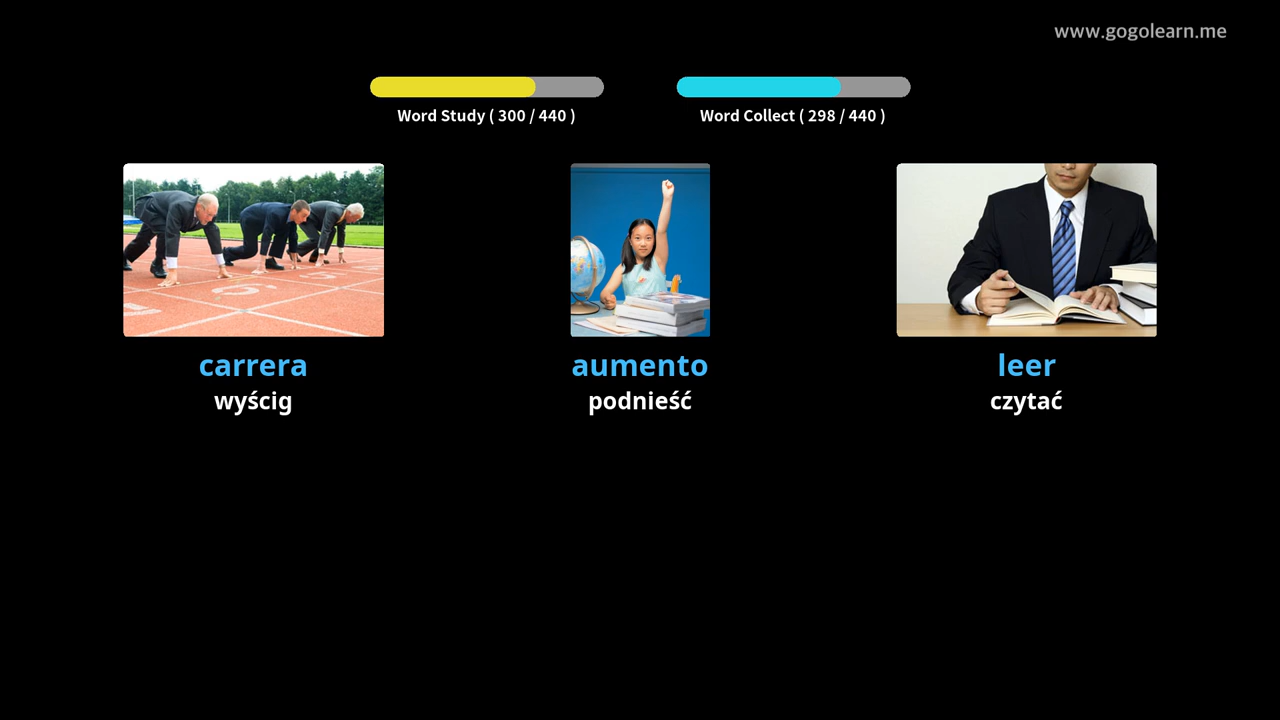 www.gogolearn.me
Word Study ( 300 / 440 )
Word Collect ( 298 / 440 )
carrera
wyścig
aumento
podnieść
leer
czytać